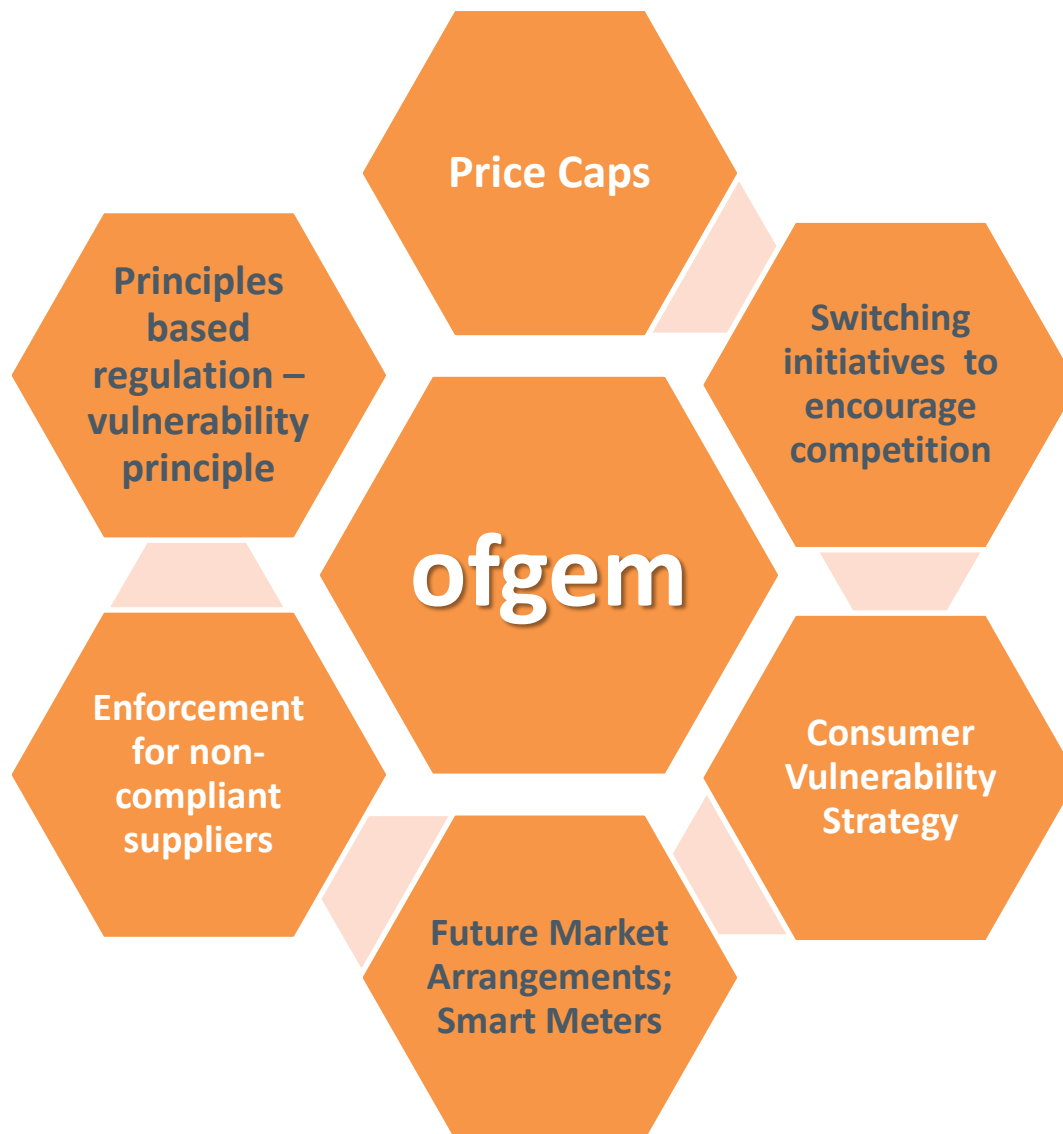 Price Caps
Switching
initiatives  to
encourage
competition
Consumer
Vulnerability
Strategy
Future Market
Arrangements;
Smart Meters
Enforcement
for non-
compliant
suppliers
Principles
based
regulation –
vulnerability
principle
ofgem